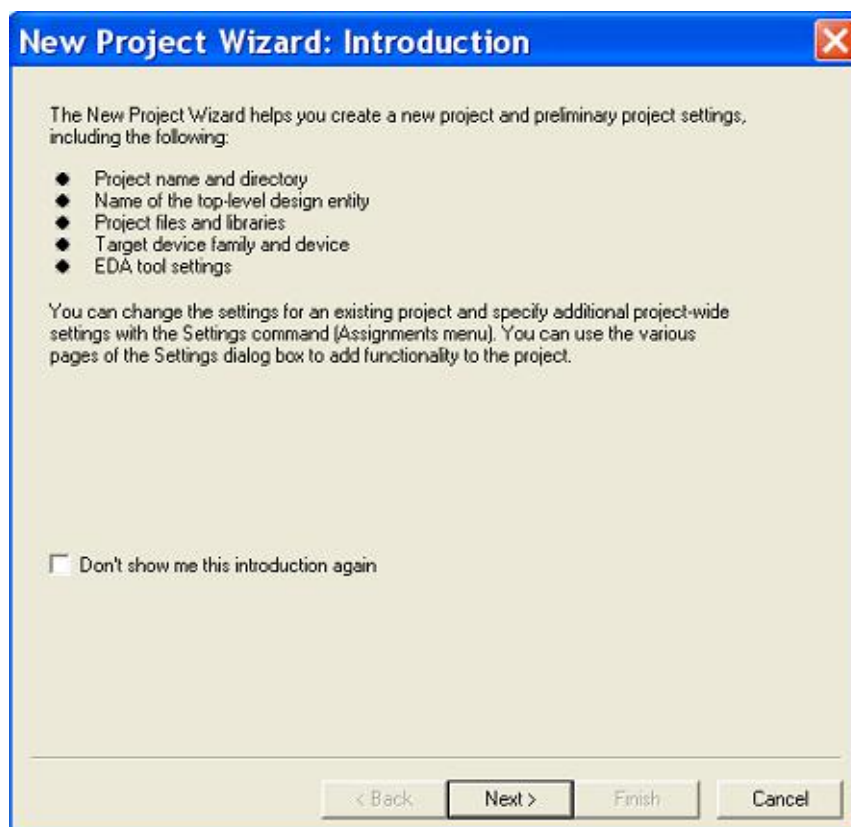 New Project Wizard: Introduction
The New Project Wizard helps you create a new project and preliminary project settings,
including the following:
Project name and directory
Name of the top-level design entity
Project files and libraries
Target device family and device
EDA tool settings
You can change the settings for an existing project and specify additional project-wide
settings with the Settings command (Assignments menu). You can use the various
pages of the Settings dialog box to add functionality to the project.
Don't show me this introduction again
< Back Next > Finish Cancel